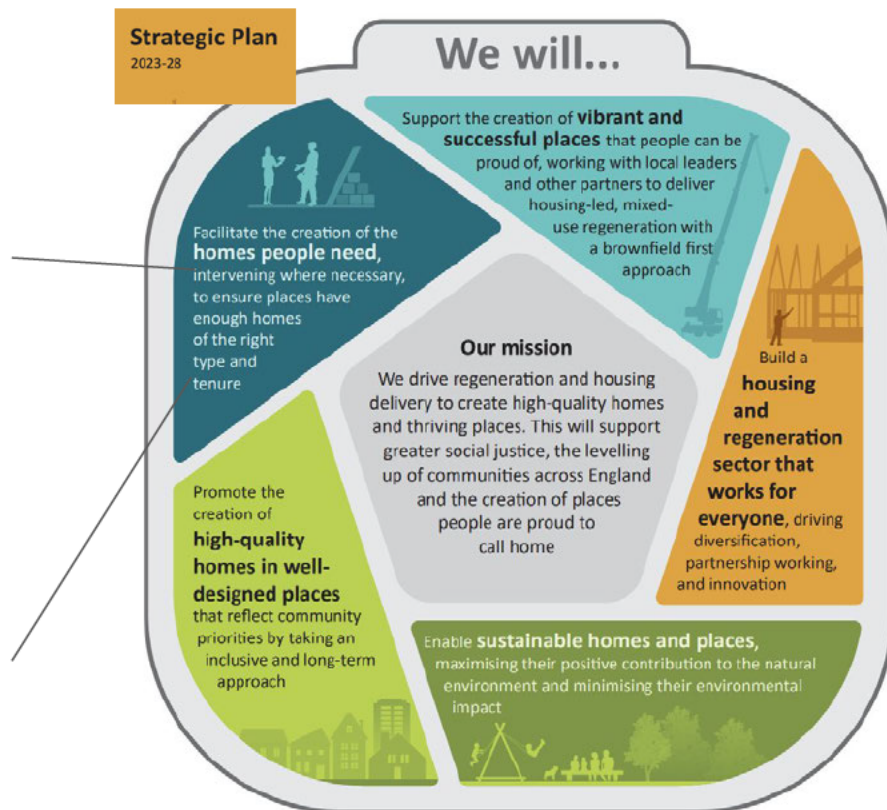 Strategic Plan
2023-28
We will...
Support the creation of vibrant and
successful places that people can be
proud of, working with local leaders
and other partners to deliver
housing-led, mixed-
use regeneration with
a brownfield first
approach
Facilitate the creation of the
homes people need,
intervening where necessary,
to ensure places have
enough homes
of the right
type and
tenure
Build a
housing
and
regeneration
sector that
works for
everyone, driving
diversification,
partnership working,
and innovation
Our mission
We drive regeneration and housing
delivery to create high-quality homes
and thriving places. This will support
greater social justice, the levelling
up of communities across England
and the creation of places
people are proud to
call home
Promote the
creation of
high-quality
homes in well-
designed places
that reflect community
priorities by taking an
inclusive and long-term
approach
Enable sustainable homes and places,
maximising their positive contribution to the natural
environment and minimising their environmental
impact